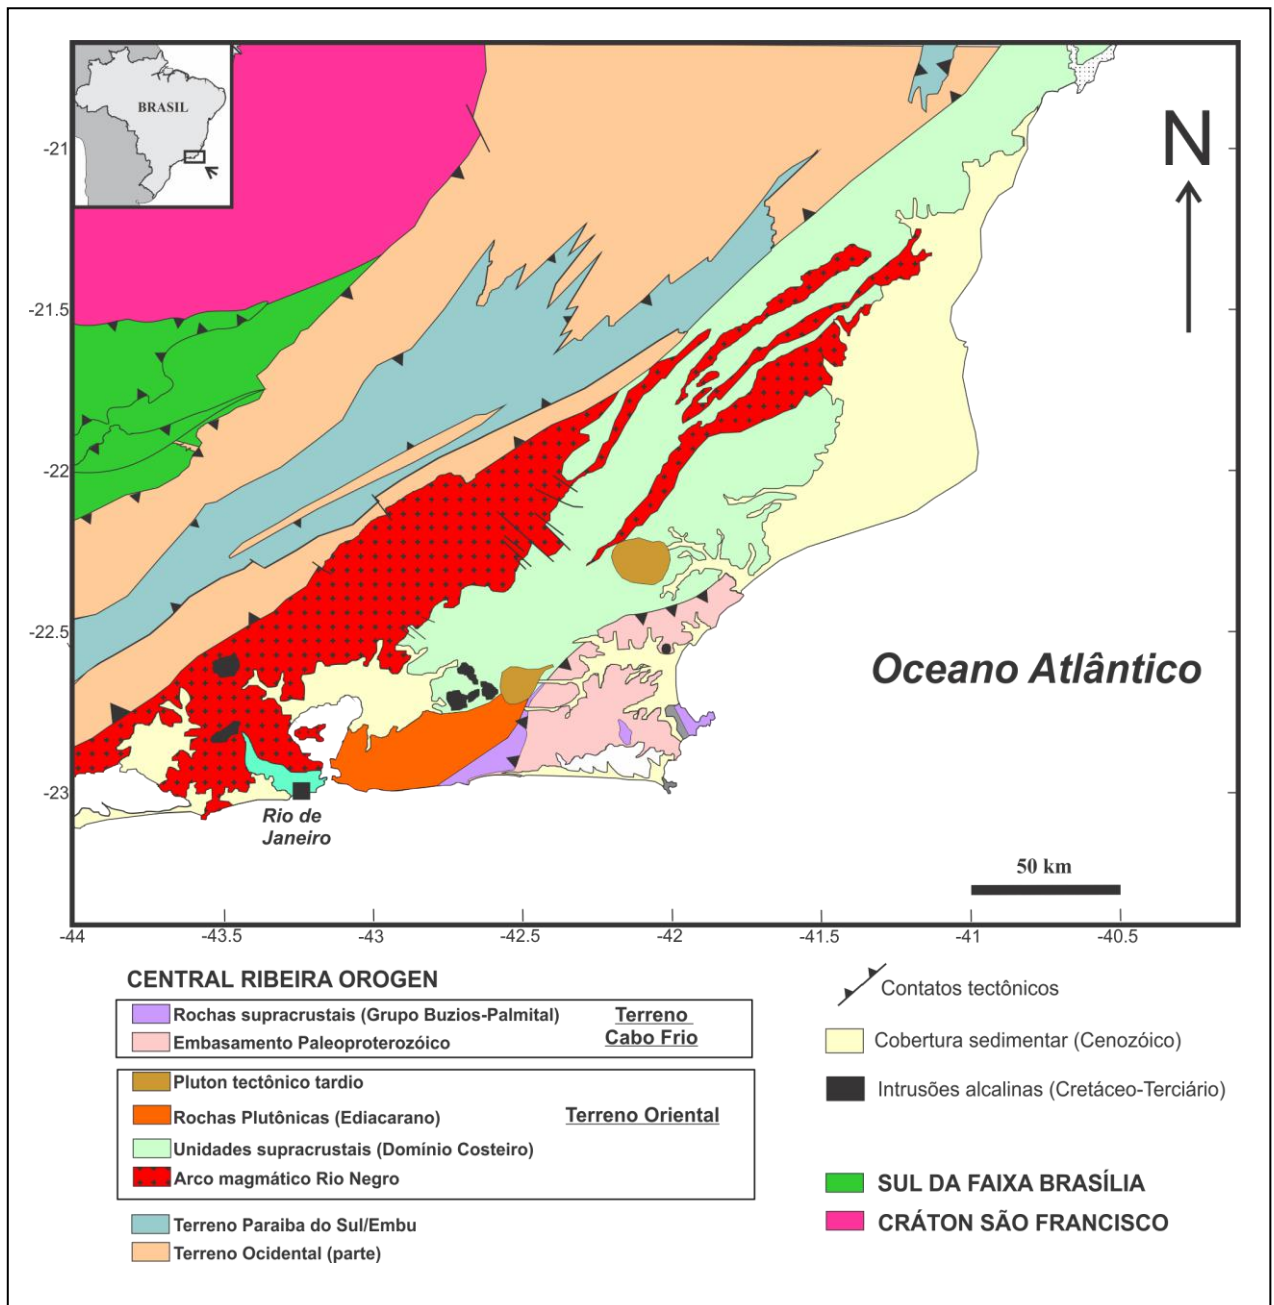 BRASIL
N
-21
-21.5
-22
-22.5
-23
Oceano Atlântico
Rio de
Janeiro
50 km
-44
-43.5
-43
-42.5
-42
-41.5
-41
-40.5
CENTRAL RIBEIRA OROGEN
Rochas supracrustais (Grupo Buzios-Palmital)
Embasamento Paleoproterozóico
Terreno
Cabo Frio
Pluton tectônico tardio
Rochas Plutônicas (Ediacarano)
Unidades supracrustais (Domínio Costeiro)
Arco magmático Rio Negro
Terreno Oriental
Terreno Paraiba do Sul/Embu
Terreno Ocidental (parte)
Contatos tectônicos
Cobertura sedimentar (Cenozóico)
Intrusões alcalinas (Cretáceo-Terciário)
SUL DA FAIXA BRASÍLIA
CRÁTON SÃO FRANCISCO